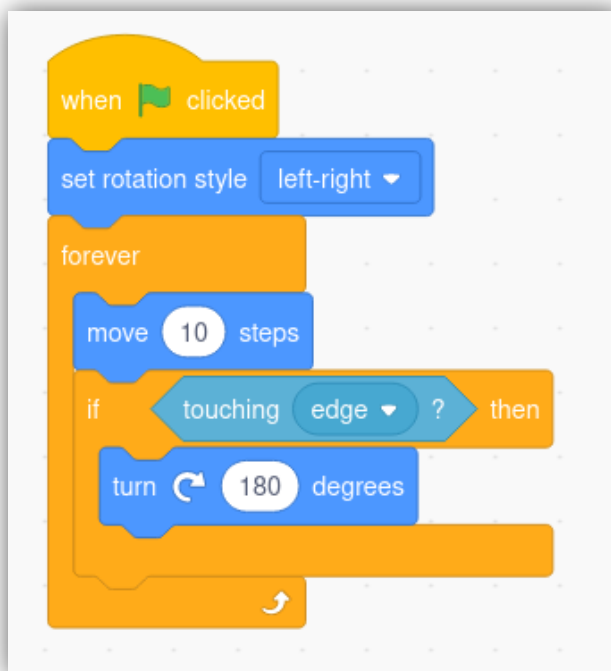 when clicked
set rotation style left-right
forever
move 10 steps
if touching edge ? then
turn 180 degrees